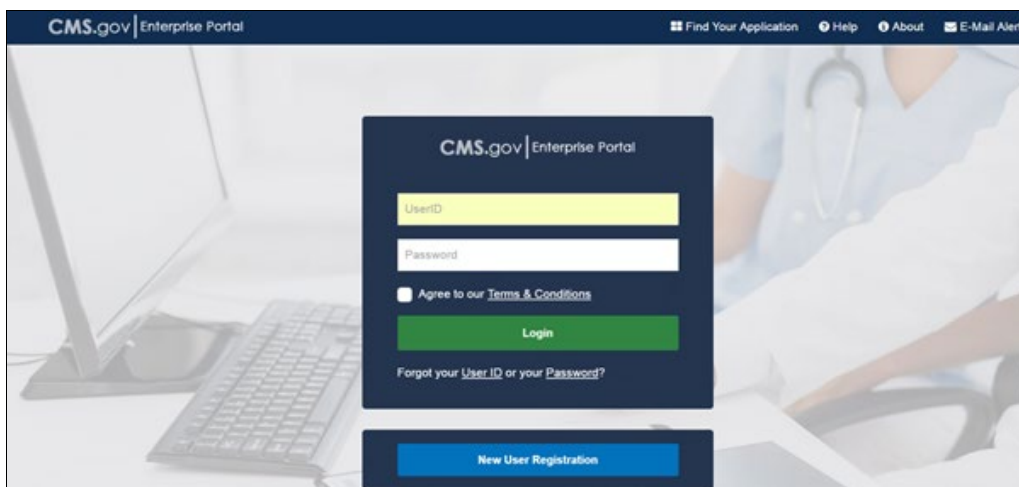 CMS.gov Enterprise Portal
Find Your Application Help About E-Mail Aler
CMS.gov Enterprise Portal
UserID
Password
Agree to our Terms & Conditions
Login
Forgot your User ID or your Password?
New User Registration